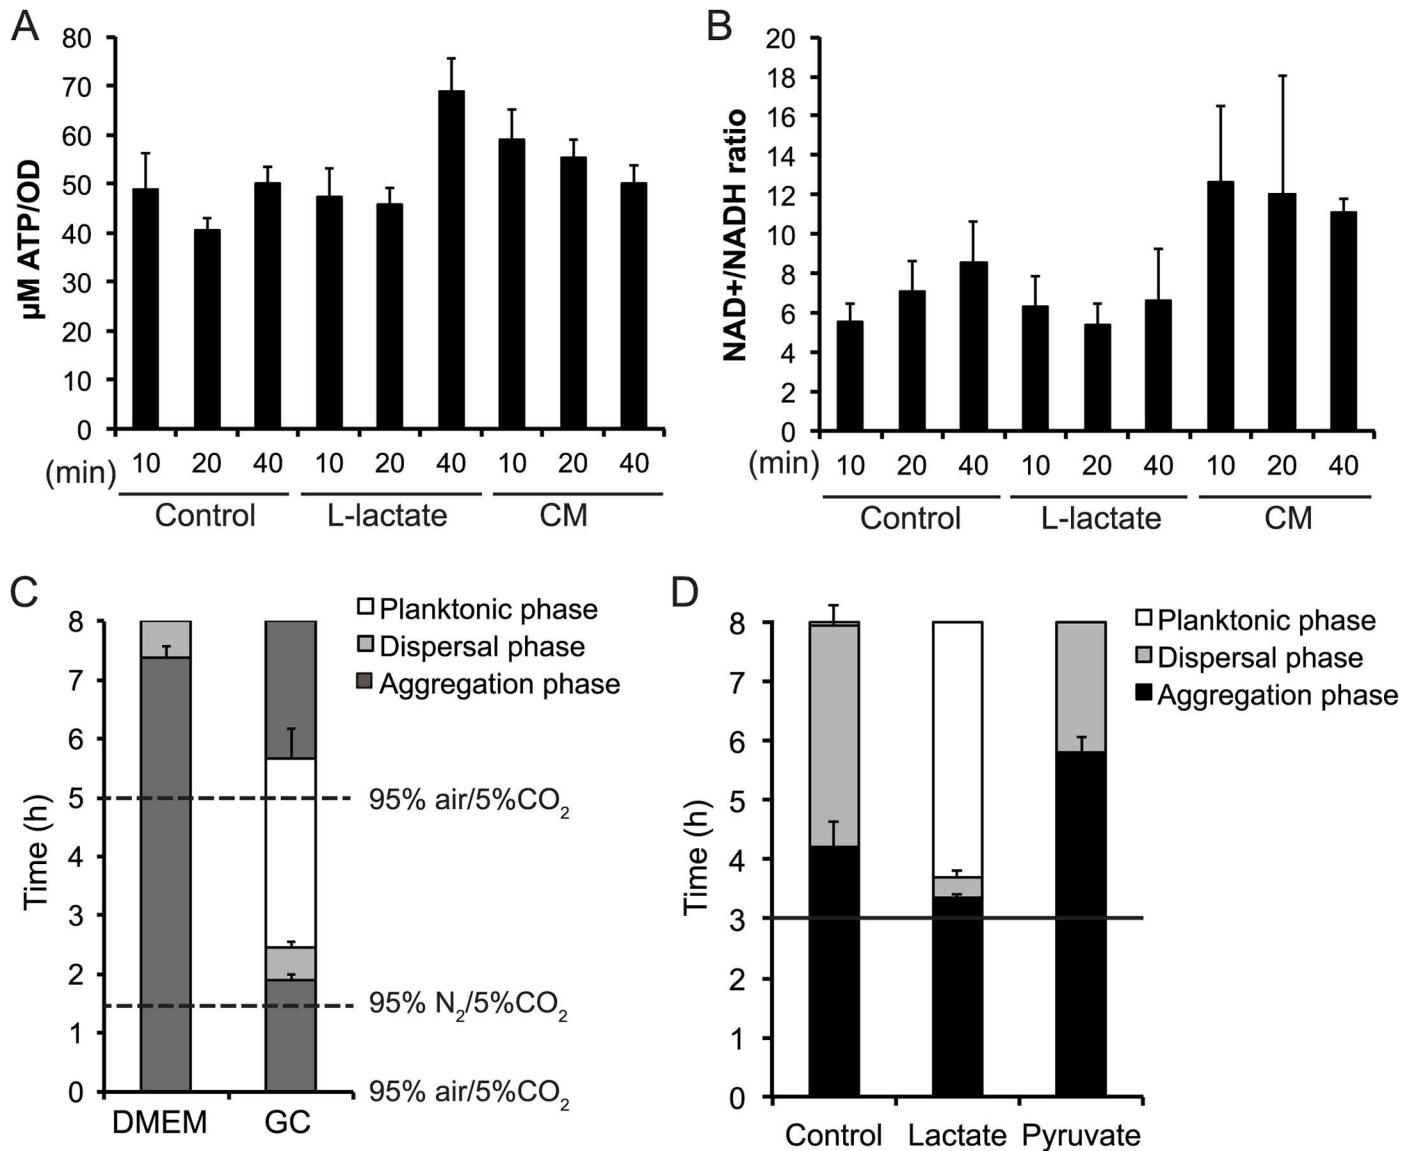 A
µM ATP/OD
80
70
60
50
40
30
20
10
0
(min) 10 20 40 10 20 40 10 20 40
Control L-lactate CM
B
NAD+/NADH ratio
20
18
16
14
12
10
8
6
4
2
0
(min) 10 20 40 10 20 40 10 20 40
Control L-lactate CM
C
Planktonic phase
Dispersal phase
Aggregation phase
Time (h)
8
7
6
5
4
3
2
1
0
95% air/5%CO2
95% N2/5%CO2
95% air/5%CO2
DMEM GC
D
Planktonic phase
Dispersal phase
Aggregation phase
Time (h)
8
7
6
5
4
3
2
1
0
Control Lactate Pyruvate